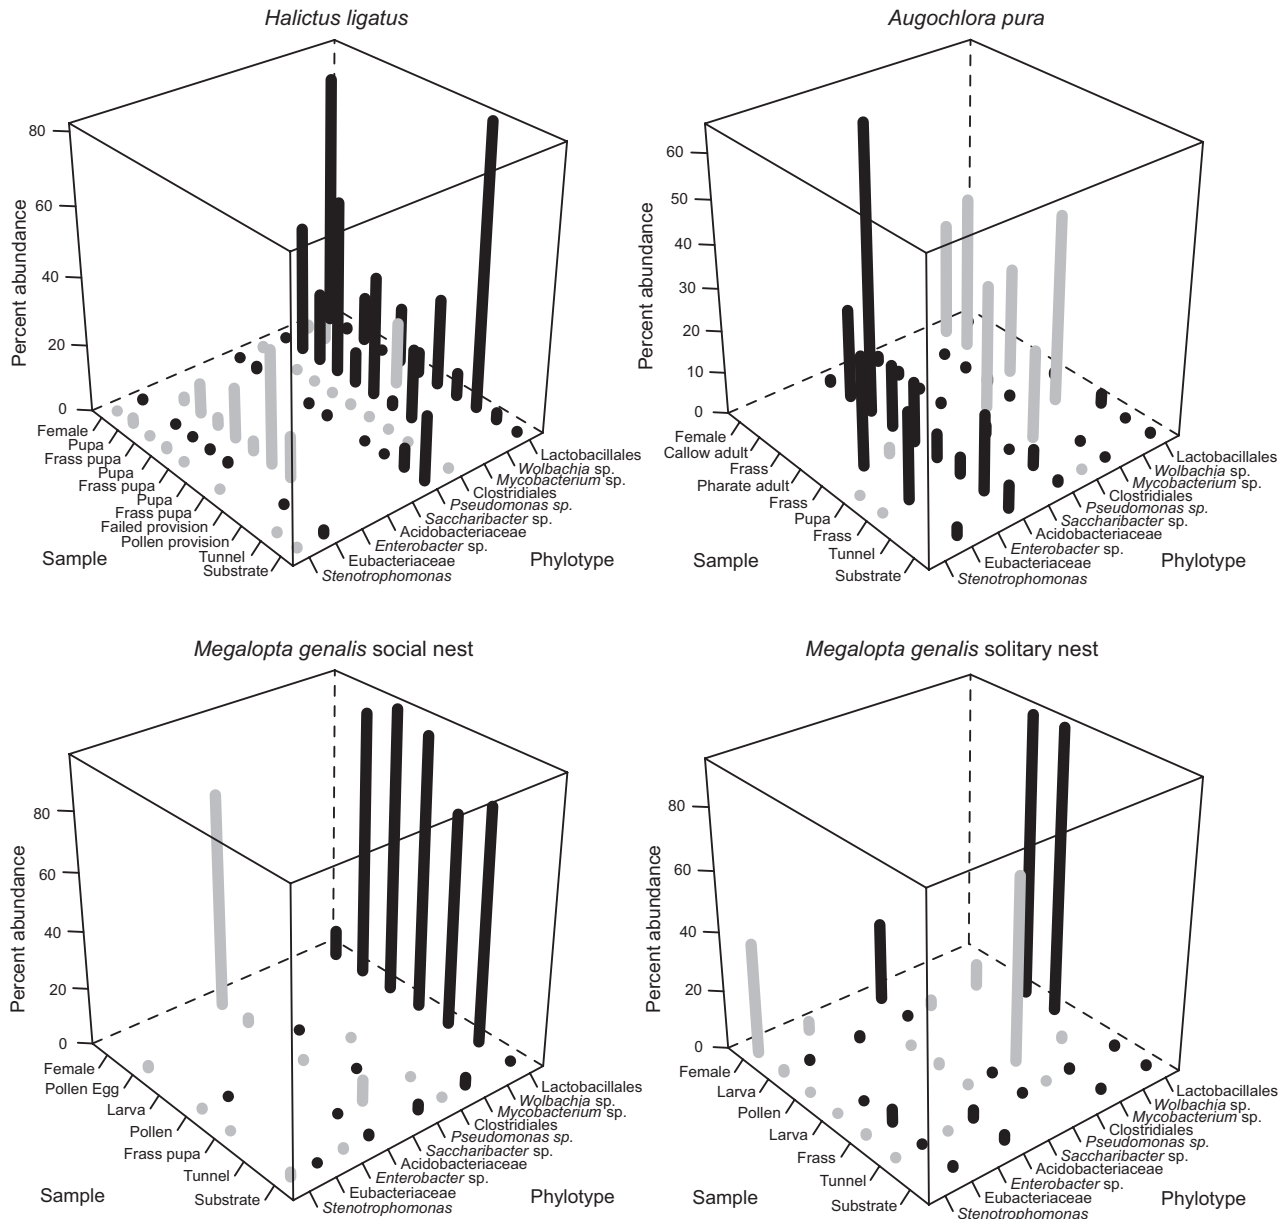 Halictus ligatus
Percent abundance
80
60
40
20
0
Female
Pupa
Frass pupa
Pupa
Frass pupa
Pupa
Frass pupa
Failed provision
Pollen provision
Tunnel
Substrate
Sample
Lactobacillales
Wolbachia sp.
Mycobacterium sp.
Clostridiales
Pseudomonas sp.
Saccharibacter sp.
Acidobacteriaceae
Enterobacter sp.
Eubacteriaceae
Stenotrophomonas
Phylotype
Augochlora pura
Percent abundance
60
50
40
30
20
10
0
Female
Callow adult
Frass
Pharate adult
Frass
Pupa
Frass
Tunnel
Substrate
Sample
Lactobacillales
Wolbachia sp.
Mycobacterium sp.
Clostridiales
Pseudomonas sp.
Saccharibacter sp.
Acidobacteriaceae
Enterobacter sp.
Eubacteriaceae
Stenotrophomonas
Phylotype
Megalopta genalis social nest
Percent abundance
80
60
40
20
0
Female
Pollen Egg
Larva
Pollen
Frass pupa
Tunnel
Substrate
Sample
Lactobacillales
Wolbachia sp.
Mycobacterium sp.
Clostridiales
Pseudomonas sp.
Saccharibacter sp.
Acidobacteriaceae
Enterobacter sp.
Eubacteriaceae
Stenotrophomonas
Phylotype
Megalopta genalis solitary nest
Percent abundance
80
60
40
20
0
Female
Larva
Pollen
Larva
Frass
Tunnel
Substrate
Sample
Lactobacillales
Wolbachia sp.
Mycobacterium sp.
Clostridiales
Pseudomonas sp.
Saccharibacter sp.
Acidobacteriaceae
Enterobacter sp.
Eubacteriaceae
Stenotrophomonas
Phylotype